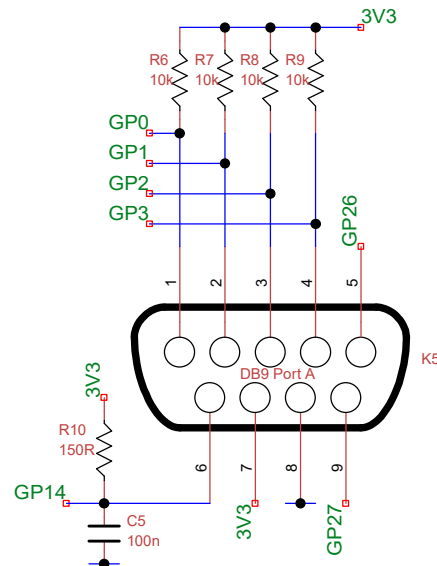 3V3
R6 R7 R8 R9
10k 10k 10k 10k
GP0
GP1
GP2
GP3
GP26
1 2 3 4 5
K5
DB9 Port A
3V3
R10
150R
6 7 8 9
GP14
3V3
GP27
C5
100n